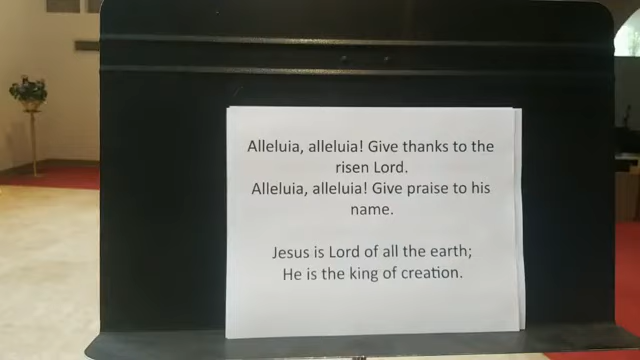 Alleluia, alleluia! Give thanks to the
risen Lord.
Alleluia, alleluia! Give praise to his
name.
Jesus is Lord of all the earth;
He is the king of creation.